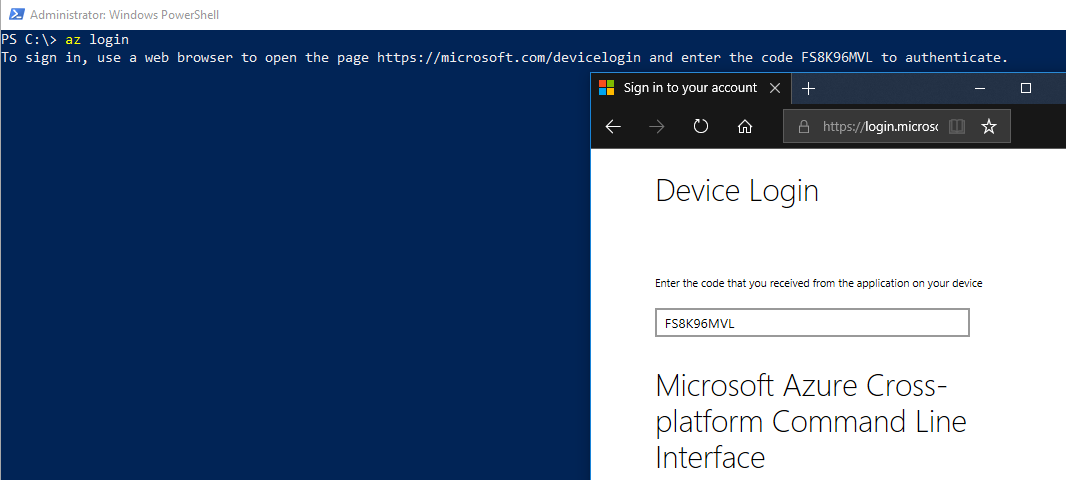 Administrator: Windows PowerShell
PS C:\> az login
To sign in, use a web browser to open the page https://microsoft.com/devicelogin and enter the code FS8K96MVL to authenticate.
Sign in to your account
https://login.microsc
Device Login
Enter the code that you received from the application on your device
FS8K96MVL
Microsoft Azure Cross-
platform Command Line
Interface